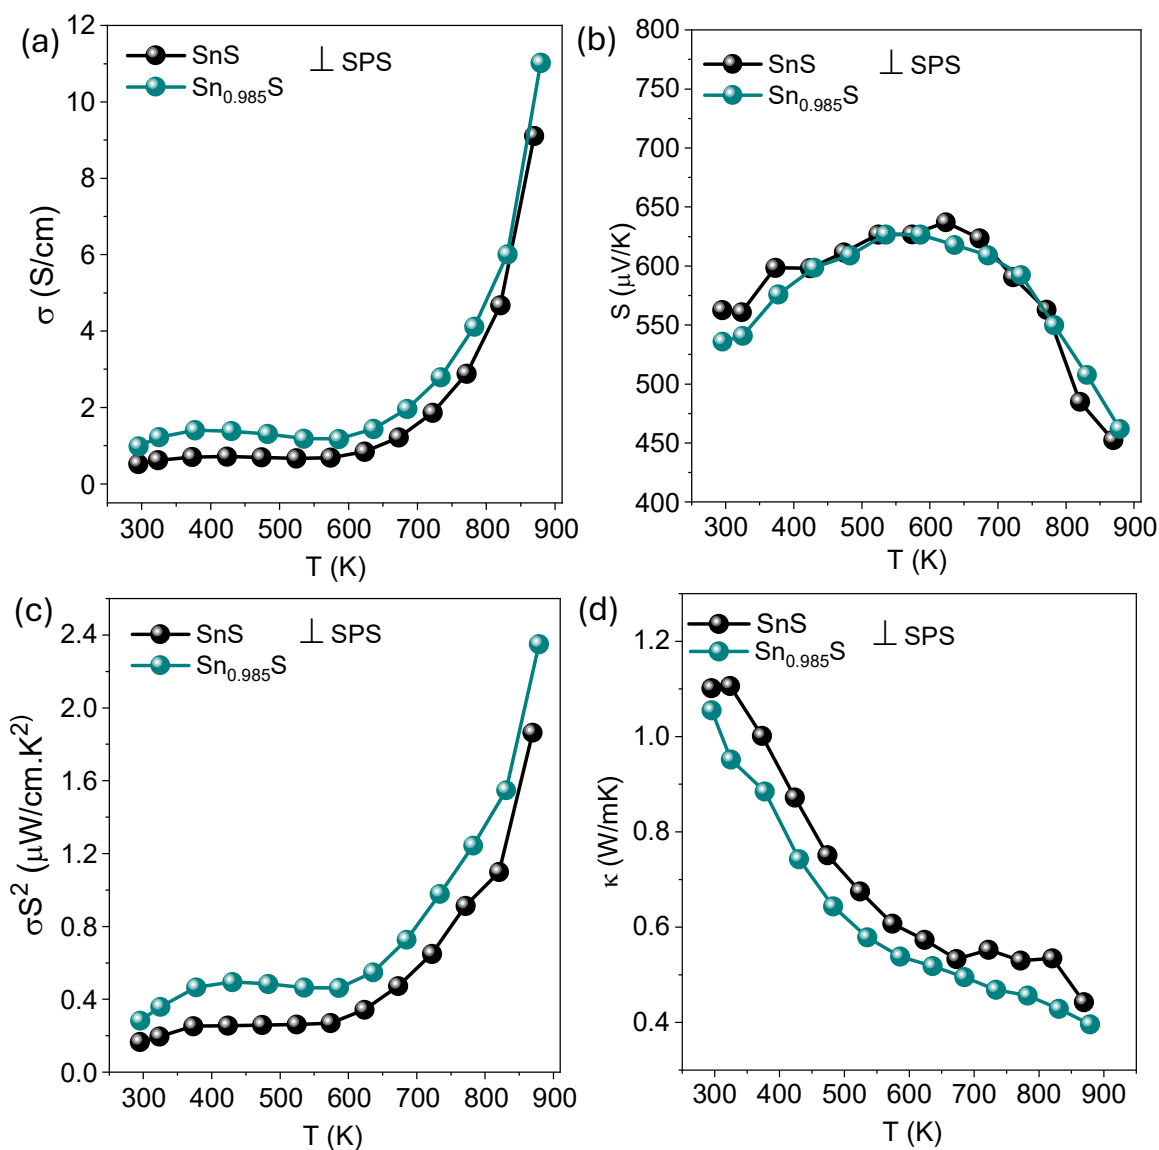 (a)
SnS
Sn0.985S
⊥ SPS
12
10
8
6
4
2
0
σ (S/cm)
300 400 500 600 700 800 900
T (K)
(b)
SnS
Sn0.985S
⊥ SPS
800
750
700
650
600
550
500
450
400
S (μV/K)
300 400 500 600 700 800 900
T (K)
(c)
SnS
Sn0.985S
⊥ SPS
2.4
2.0
1.6
1.2
0.8
0.4
0.0
σS² (μW/cm.K²)
300 400 500 600 700 800 900
T (K)
(d)
SnS
Sn0.985S
⊥ SPS
1.2
1.0
0.8
0.6
0.4
κ (W/mK)
300 400 500 600 700 800 900
T (K)